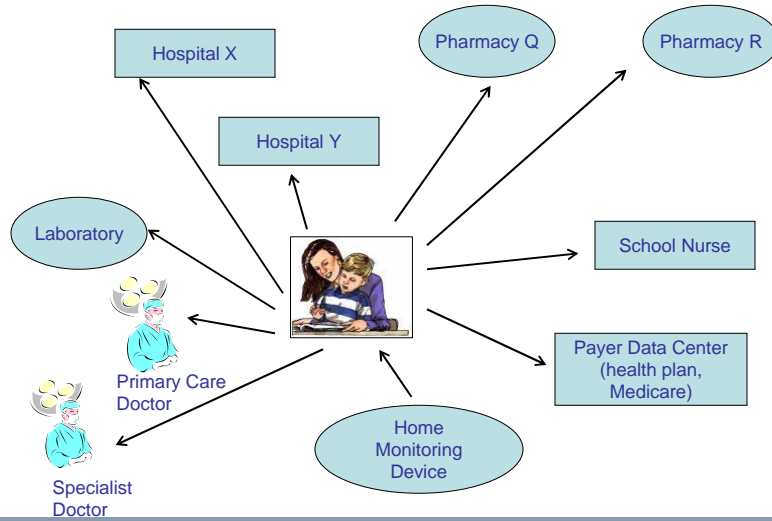 Hospital X
Pharmacy Q
Pharmacy R
Hospital Y
Laboratory
School Nurse
Primary Care
Doctor
Payer Data Center
(health plan,
Medicare)
Home
Monitoring
Device
Specialist
Doctor